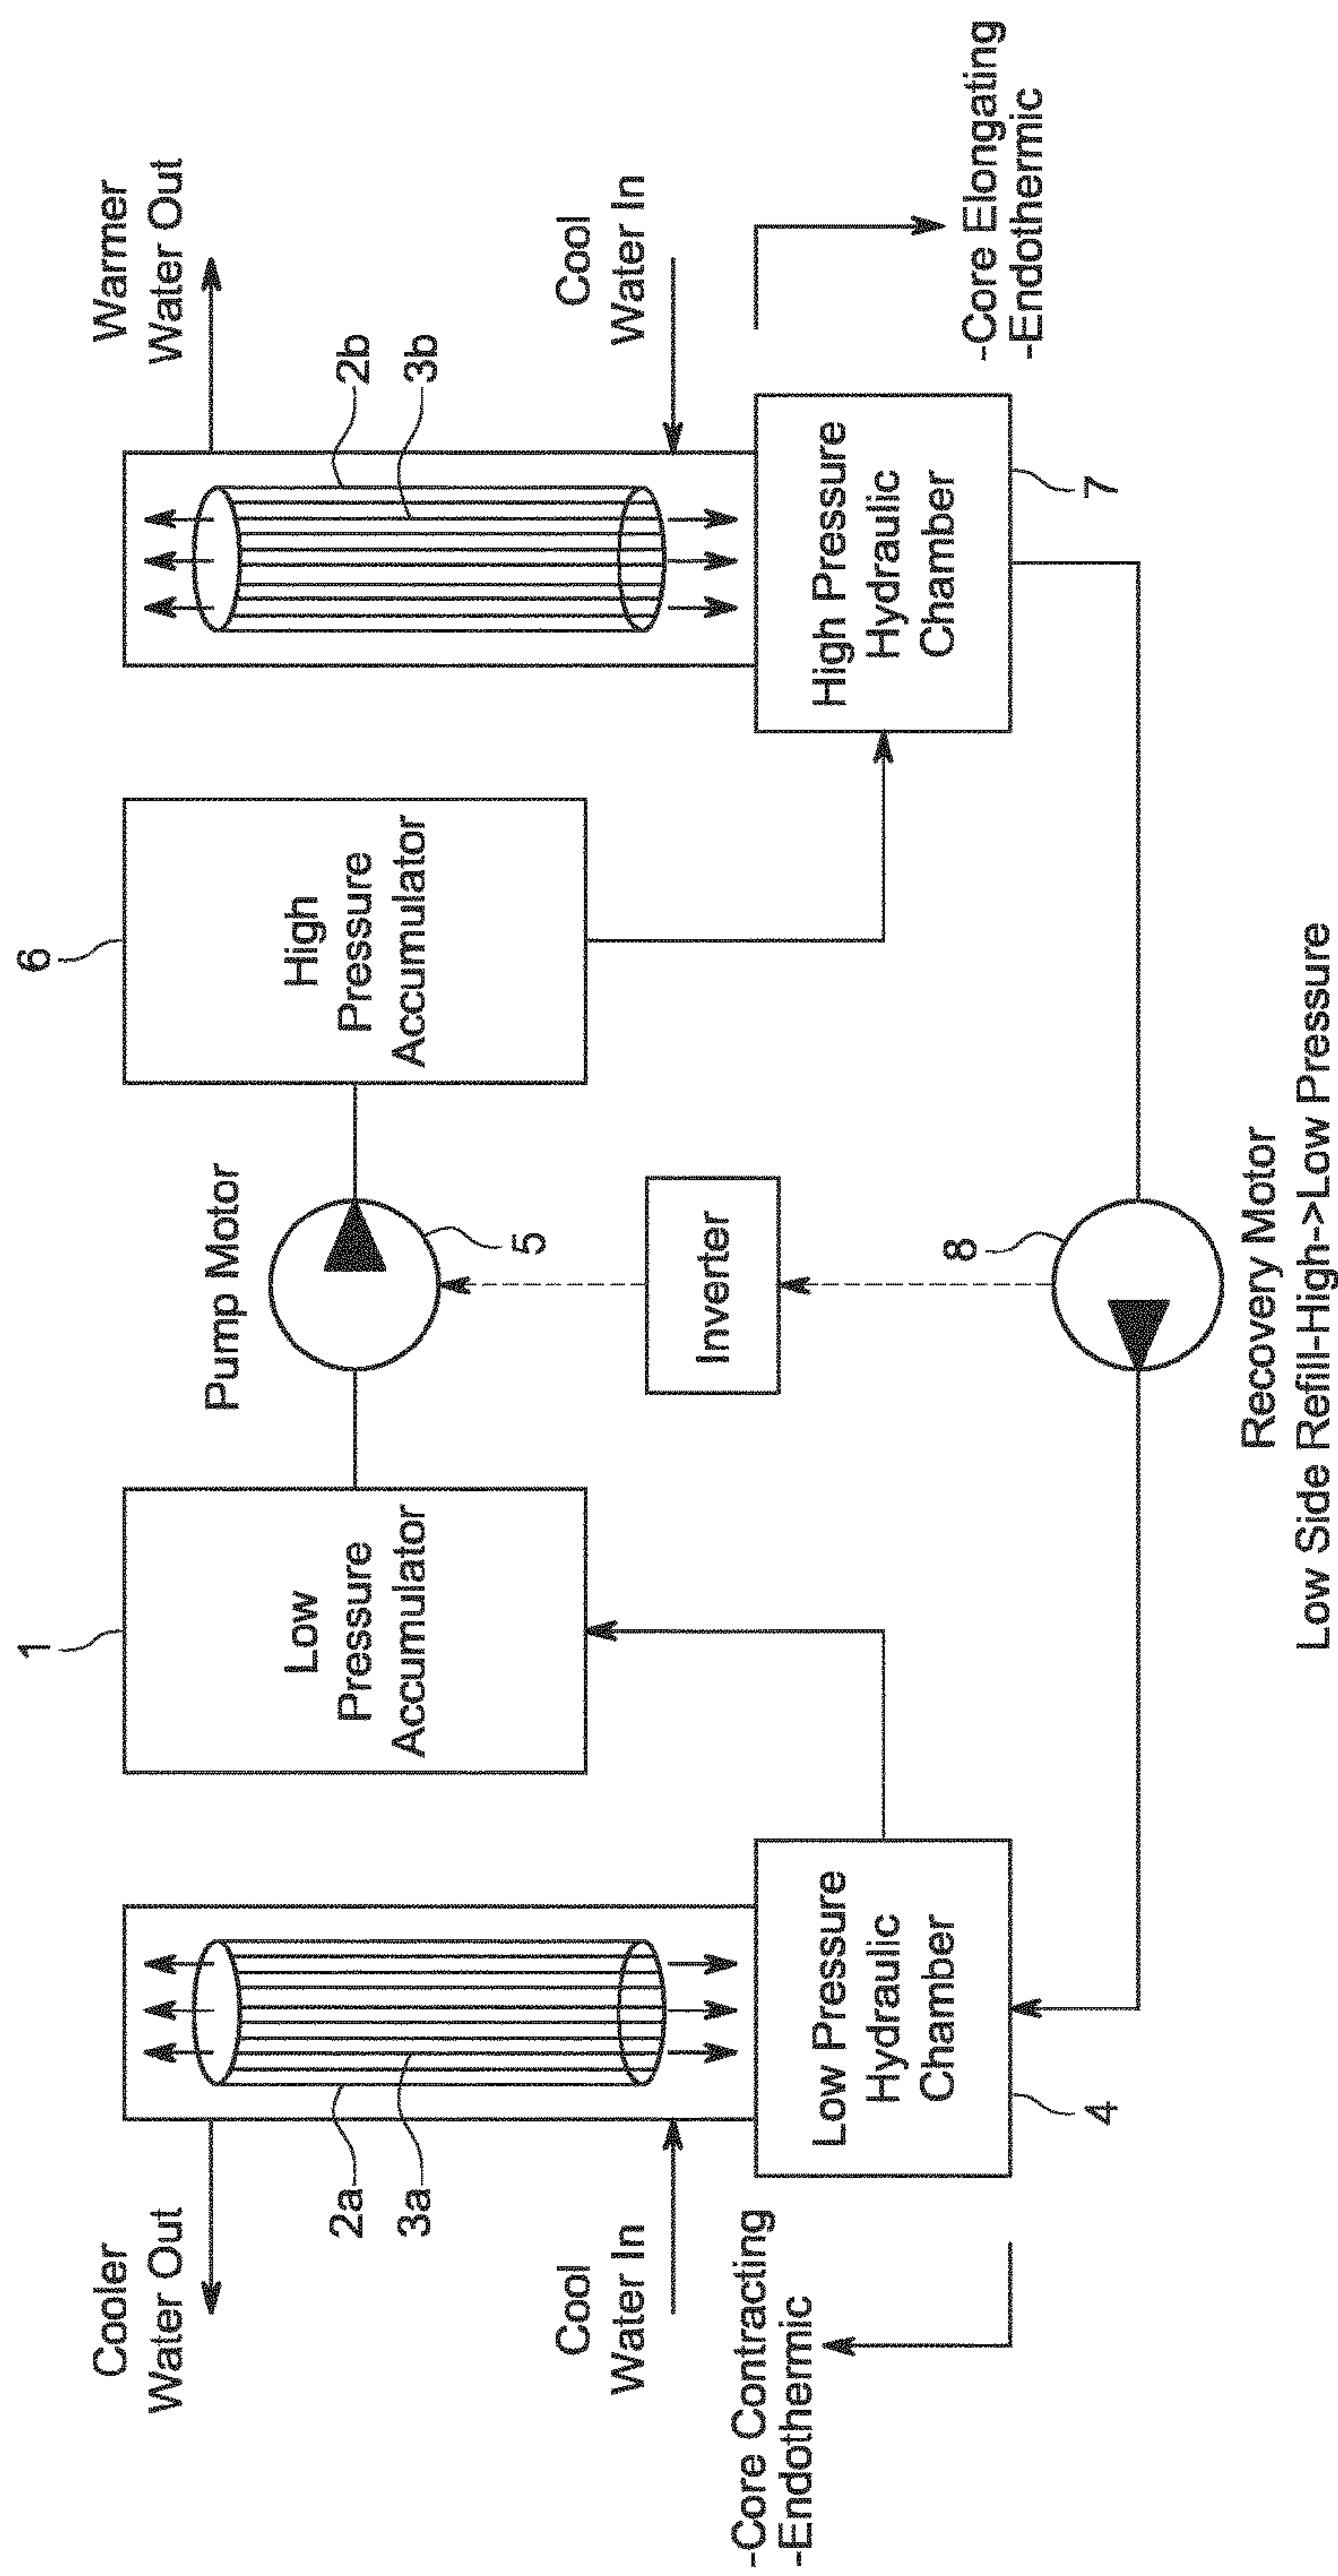 Cooler
Water Out
2a
3a
Cool
Water In
-Core Contracting
-Endothermic
Low Pressure
Hydraulic
Chamber
4
1
Low
Pressure
Accumulator
Pump Motor
5
Inverter
8
Recovery Motor
Low Side Refill-High->Low Pressure
6
High
Pressure
Accumulator
Warmer
Water Out
2b
3b
Cool
Water In
High Pressure
Hydraulic
Chamber
7
-Core Elongating
-Endothermic